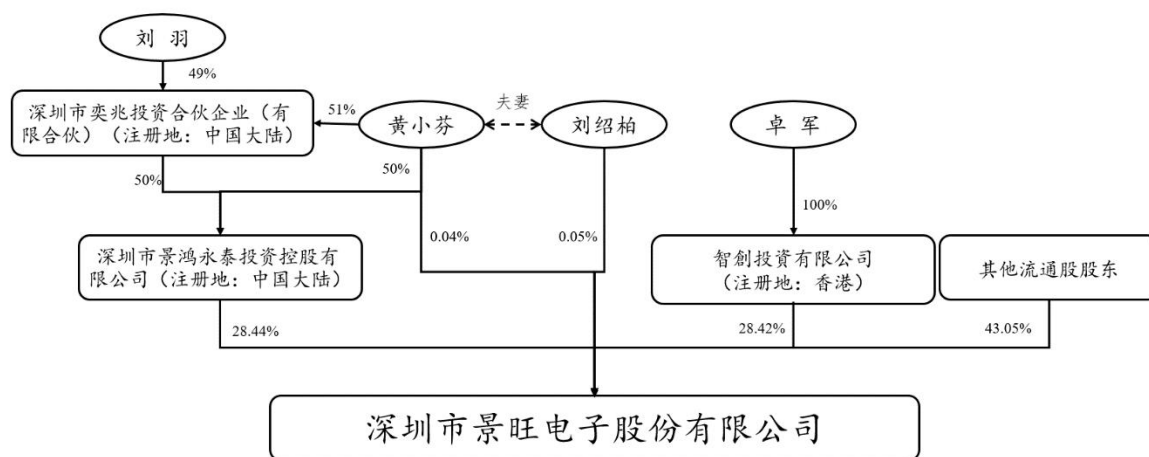 刘 羽
49%
深圳市奕兆投资合伙企业（有
限合伙）（注册地：中国大陆）
51%
黄小芬
夫妻
刘绍柏
卓 军
50%
50%
100%
0.04%
0.05%
深圳市景鸿永泰投资控股有
限公司（注册地：中国大陆）
智創投資有限公司
（注册地：香港）
其他流通股股东
28.44%
28.42%
43.05%
深圳市景旺电子股份有限公司